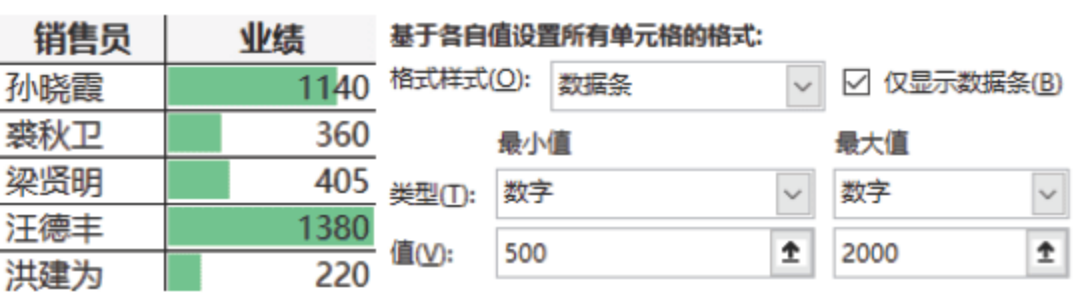 销售员 业绩
孙晓霞 1140
裘秋卫 360
梁贤明 405
汪德丰 1380
洪建为 220
基于各自值设置所有单元格的格式:
格式样式(O): 数据条 仅显示数据条(B)
最小值 最大值
类型(T): 数字 数字
值(V): 500 2000